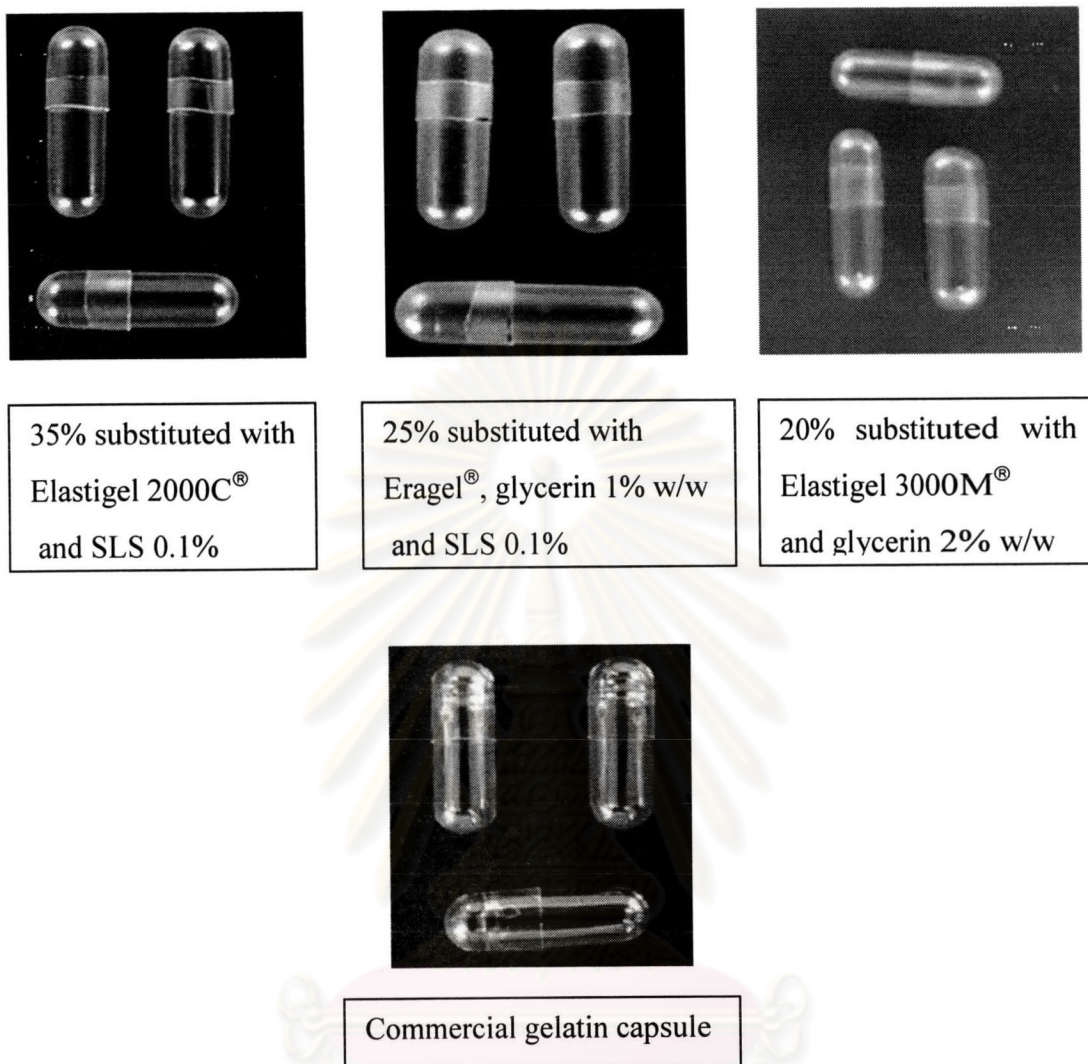 35% substituted with
Elastigel 2000C®
and SLS 0.1%
25% substituted with
Eragel®, glycerin 1% w/w
and SLS 0.1%
20% substituted with
Elastigel 3000M®
and glycerin 2% w/w
Commercial gelatin capsule